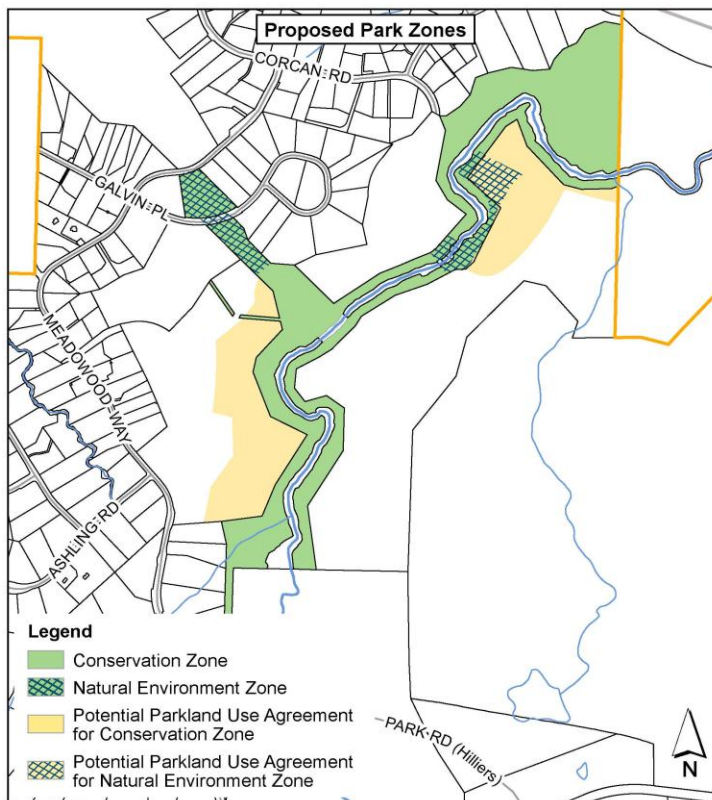 Proposed Park Zones
CORCAN RD
GALVIN PL
MEADOWOOD WAY
ASHLING RD
Legend
Conservation Zone
Natural Environment Zone
Potential Parkland Use Agreement
for Conservation Zone
Potential Parkland Use Agreement
for Natural Environment Zone
PARK RD (Hilliers)
N